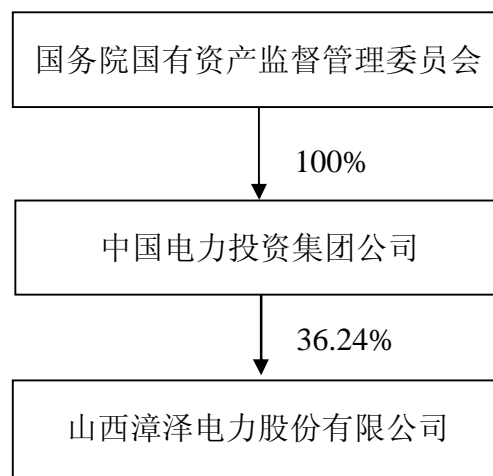 国务院国有资产监督管理委员会
100%
中国电力投资集团公司
36.24%
山西漳泽电力股份有限公司